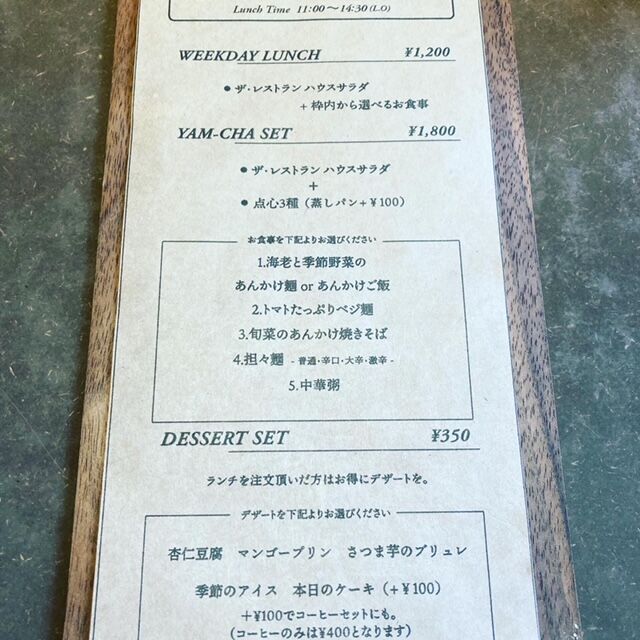 Lunch Time 11:00～14:30(L.O)
WEEKDAY LUNCH ¥1,200
● ザ・レストラン ハウスサラダ
+ 枠内から選べるお食事
YAM-CHA SET ¥1,800
● ザ・レストラン ハウスサラダ
+
● 点心3種（蒸しパン+¥100）
お食事を下記よりお選びください
1.海老と季節野菜の
あんかけ麺 or あんかけご飯
2.トマトたっぷりベジ麺
3.旬菜のあんかけ焼きそば
4.担々麺 - 普通・辛口・大辛・激辛 -
5.中華粥
DESSERT SET ¥350
ランチを注文頂いだ方はお得にデザートを。
デザートを下記よりお選びください
杏仁豆腐 マンゴープリン さつま芋のブリュレ
季節のアイス 本日のケーキ（+¥100）
+¥100でコーヒーセットにも。
（コーヒーのみは¥400となります）